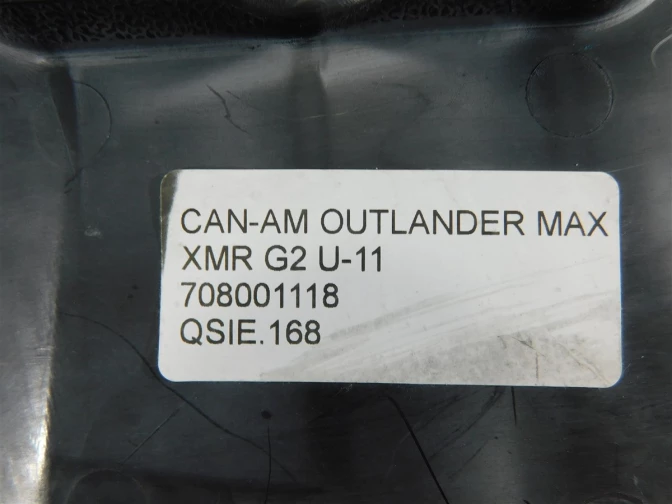 CAN-AM OUTLANDER MAX
XMR G2 U-11
708001118
QSIE.168